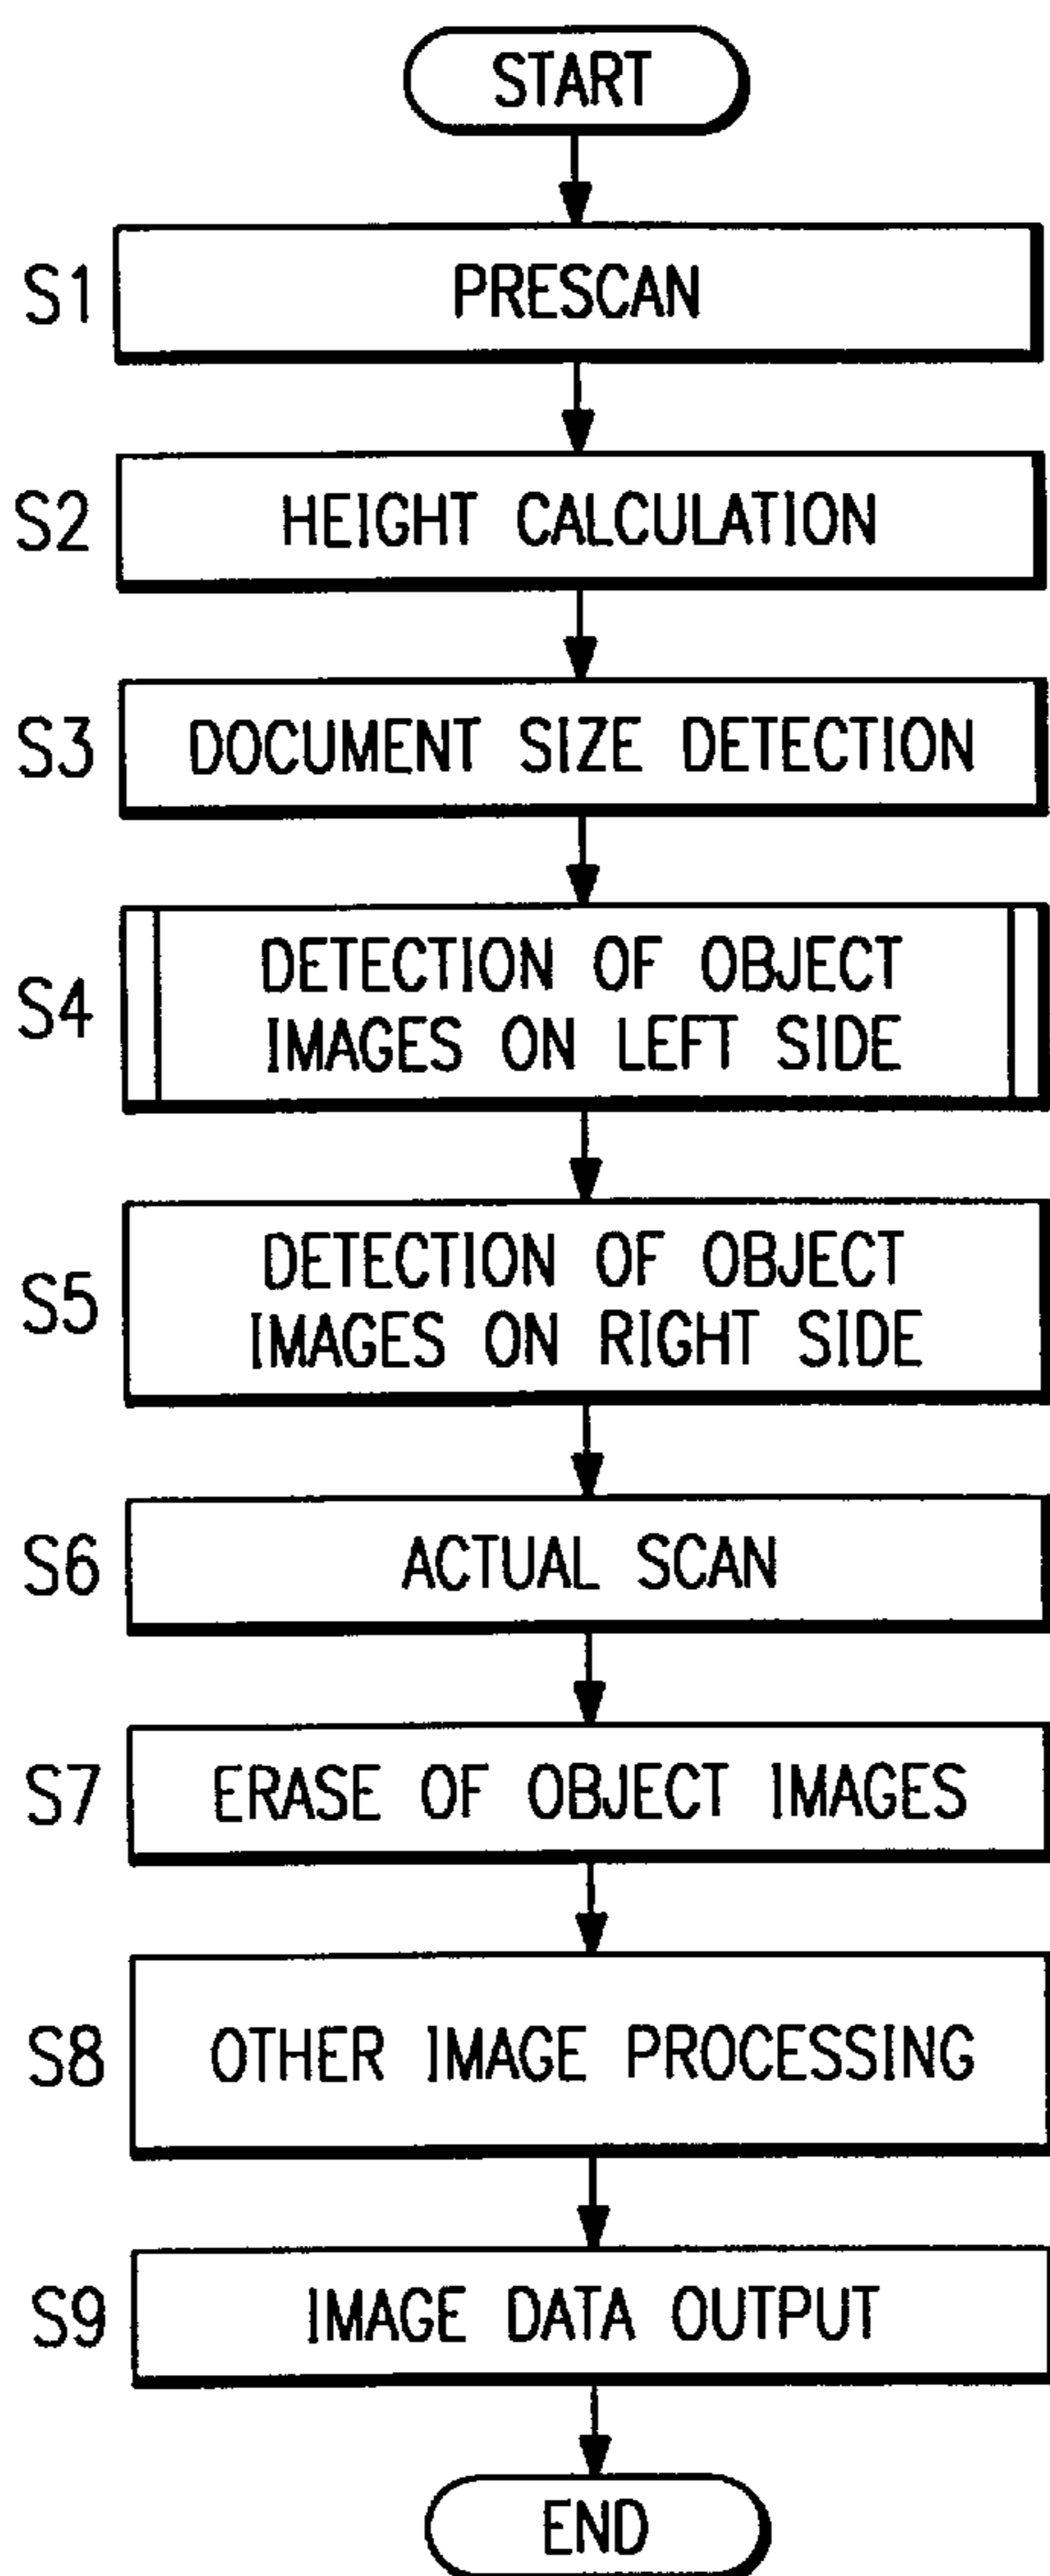 START
S1
PRESCAN
S2
HEIGHT CALCULATION
S3
DOCUMENT SIZE DETECTION
S4
DETECTION OF OBJECT
IMAGES ON LEFT SIDE
S5
DETECTION OF OBJECT
IMAGES ON RIGHT SIDE
S6
ACTUAL SCAN
S7
ERASE OF OBJECT IMAGES
S8
OTHER IMAGE PROCESSING
S9
IMAGE DATA OUTPUT
END